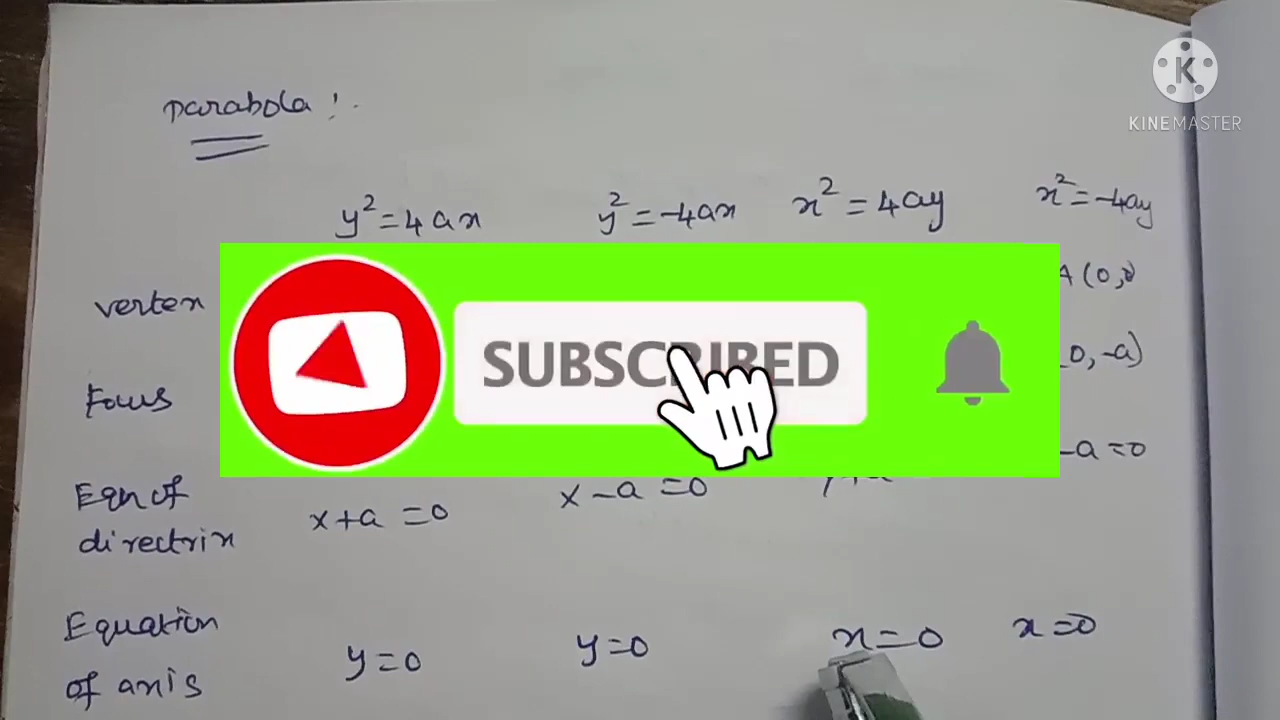 KINEMASTER
parabola :.
y² = 4ax y² = -4ax x² = 4ay x² = -4ay
vertex A(0,0
SUBSCRIBED
Focus 0, -a)
-a = 0
Eqn of
directrix x+a = 0 x-a = 0
Equation
of axis y = 0 y = 0 x = 0 x = 0